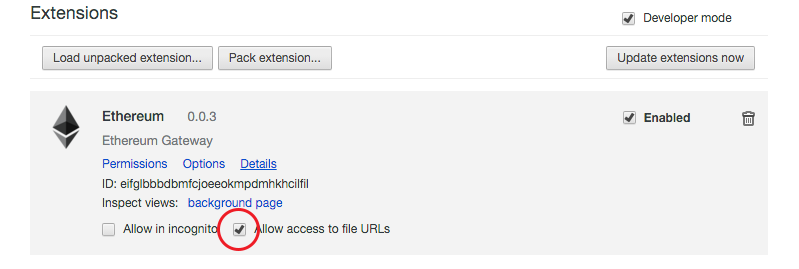 Extensions
Developer mode
Load unpacked extension... Pack extension... Update extensions now
Ethereum 0.0.3 Enabled
Ethereum Gateway
Permissions Options Details
ID: eifglbbbdbmfcjoeeokmpdmhkhcilfil
Inspect views: background page
Allow in incognito Allow access to file URLs